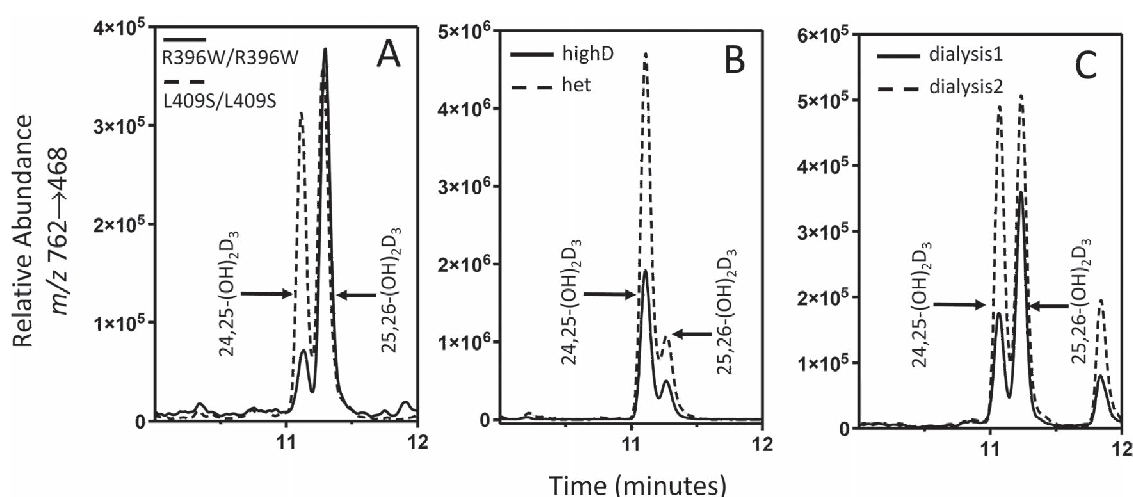 Relative Abundance
m/z 762→468
A
R396W/R396W
L409S/L409S
4×10⁵
3×10⁵
2×10⁵
1×10⁵
0
24,25-(OH)₂D₃
25,26-(OH)₂D₃
11
12
B
highD
het
5×10⁶
4×10⁶
3×10⁶
2×10⁶
1×10⁶
0
24,25-(OH)₂D₃
25,26-(OH)₂D₃
11
12
C
dialysis1
dialysis2
6×10⁵
5×10⁵
4×10⁵
3×10⁵
2×10⁵
1×10⁵
0
24,25-(OH)₂D₃
25,26-(OH)₂D₃
11
12
Time (minutes)